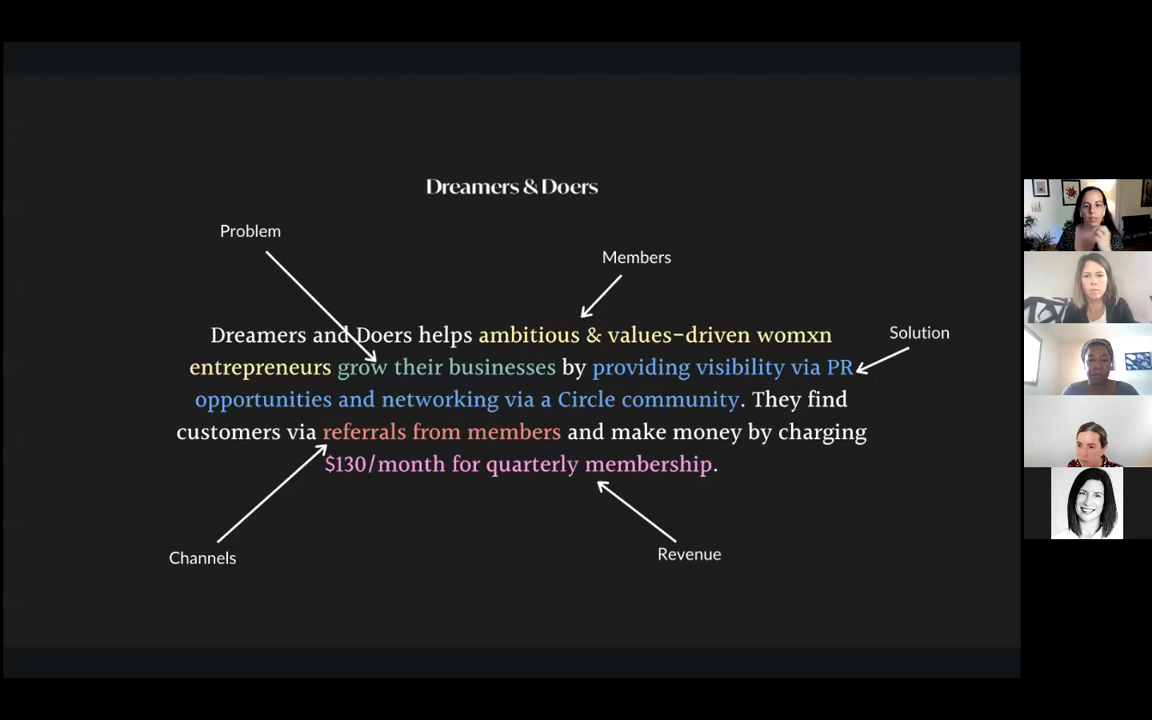 Dreamers & Doers
Problem
Members
Dreamers and Doers helps ambitious & values-driven womxn
Solution
entrepreneurs grow their businesses by providing visibility via PR
opportunities and networking via a Circle community. They find
customers via referrals from members and make money by charging
$130/month for quarterly membership.
Channels
Revenue